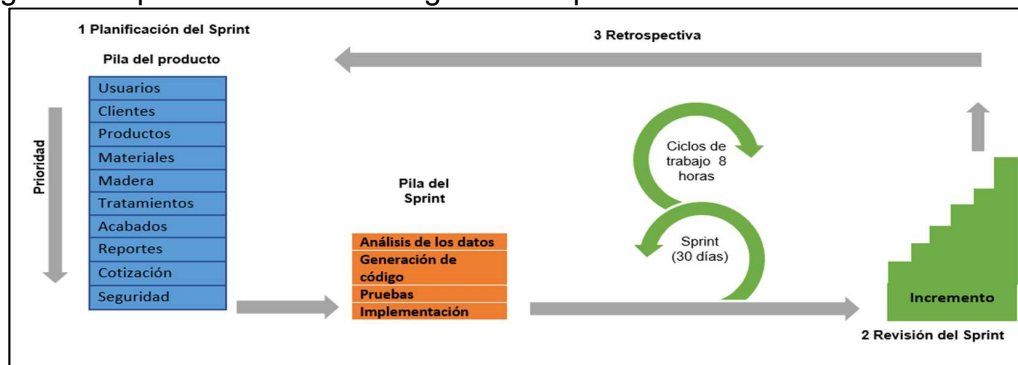 1 Planificación del Sprint
Pila del producto
Prioridad
Usuarios
Clientes
Productos
Materiales
Madera
Tratamientos
Acabados
Reportes
Cotización
Seguridad
Pila del
Sprint
Análisis de los datos
Generación de
código
Pruebas
Implementación
3 Retrospectiva
Ciclos de
trabajo 8
horas
Sprint
(30 días)
Incremento
2 Revisión del Sprint